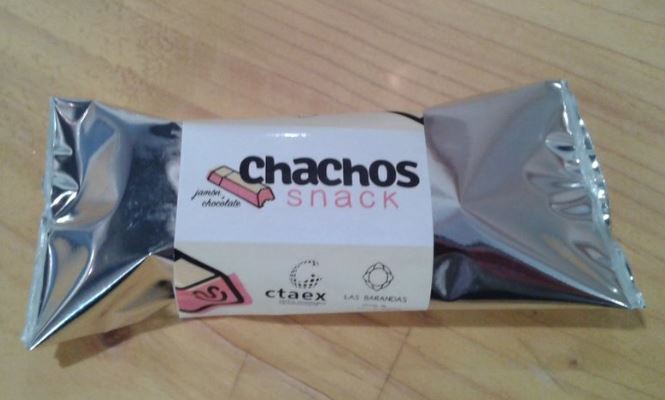 chachos
snack
jamón y
chocolate
ctaex
LAS BARANDAS